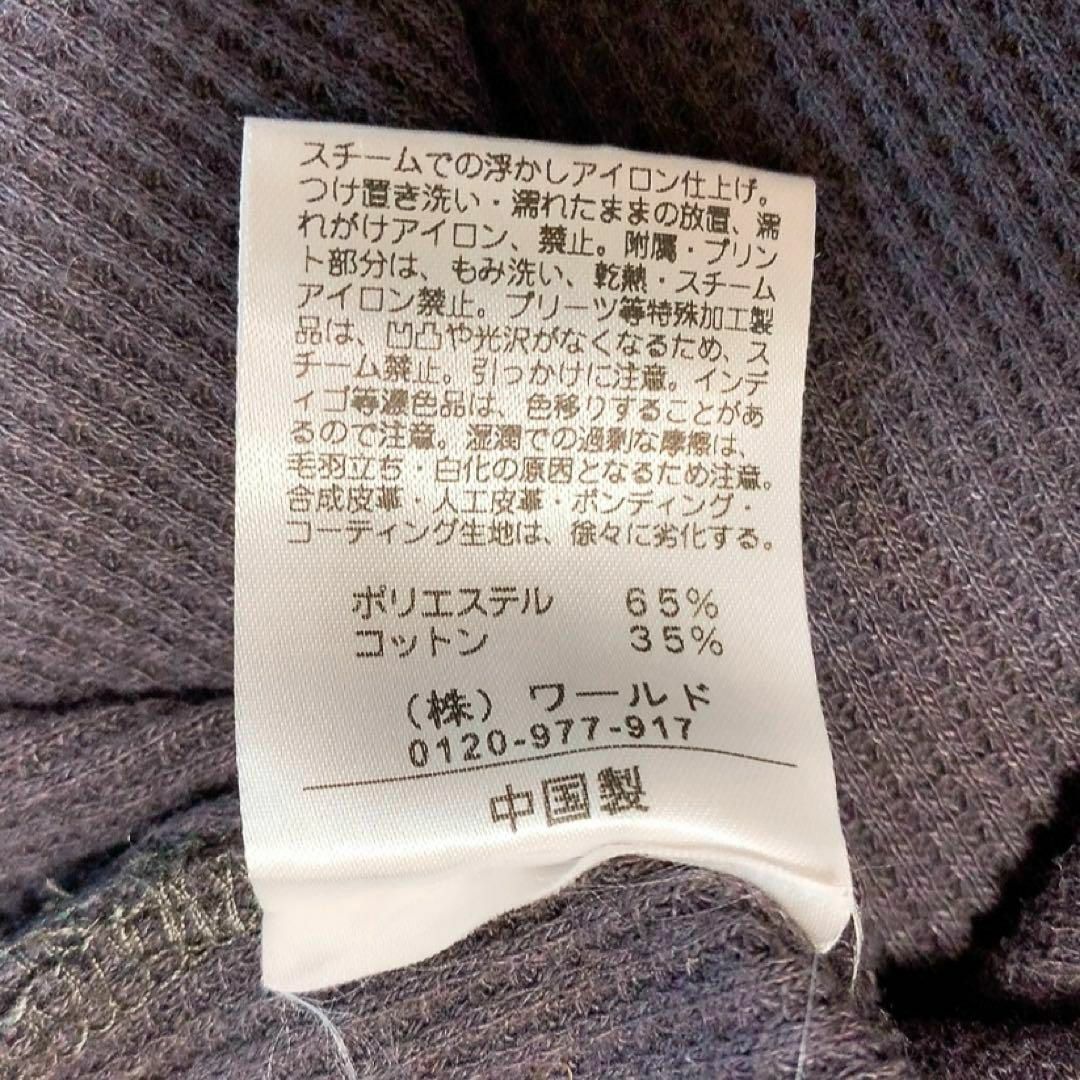 スチームでの浮かしアイロン仕上げ。
つけ置き洗い・濡れたままの放置、濡
れがけアイロン、禁止。附属・プリン
ト部分は、もみ洗い、乾熱・スチーム
アイロン禁止。プリーツ等特殊加工製
品は、凹凸や光沢がなくなるため、ス
チーム禁止。引っかけに注意。インデ
ィゴ等濃色品は、色移りすることがあ
るので注意。湿潤での過剰な摩擦は、
毛羽立ち・白化の原因となるため注意。
合成皮革・人工皮革・ボンディング・
コーティング生地は、徐々に劣化する。
ポリエステル 65%
コットン 35%
(株) ワールド
0120-977-917
中国製